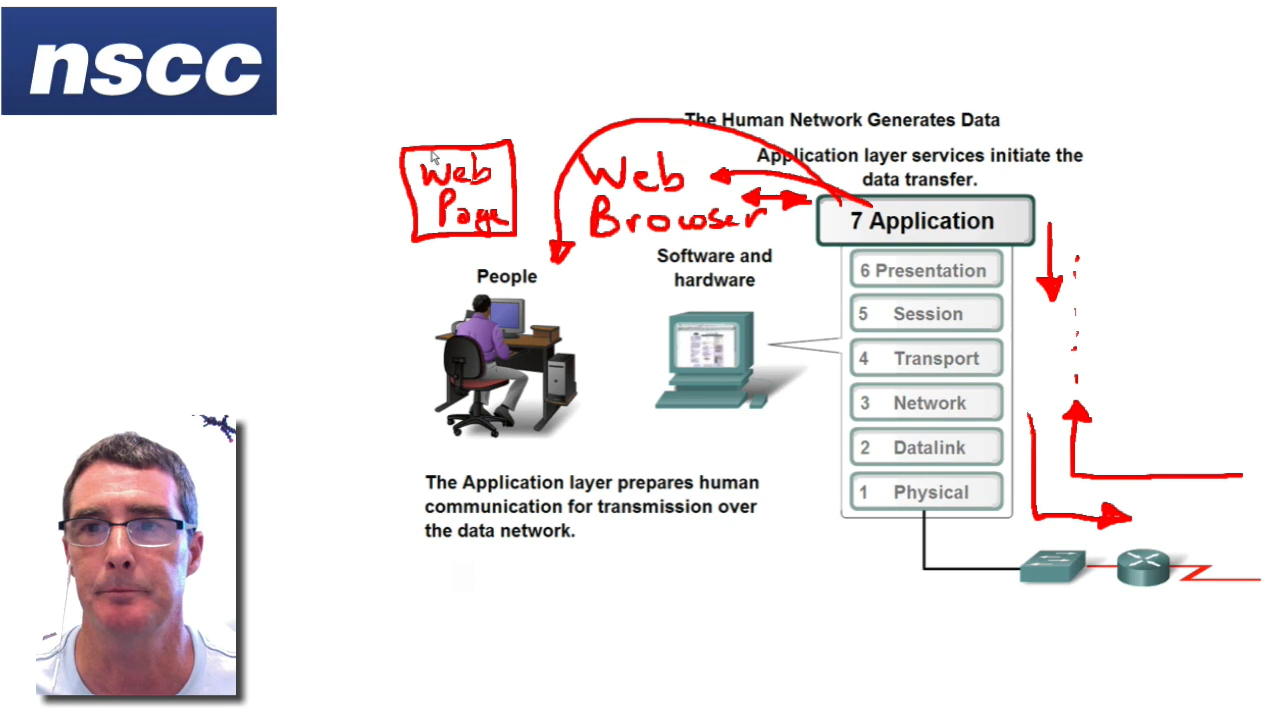 nscc
The Human Network Generates Data
Application layer services initiate the
data transfer.
Web
Page
Web
Browser
7 Application
People
Software and
hardware
6 Presentation
5 Session
4 Transport
3 Network
2 Datalink
1 Physical
The Application layer prepares human
communication for transmission over
the data network.